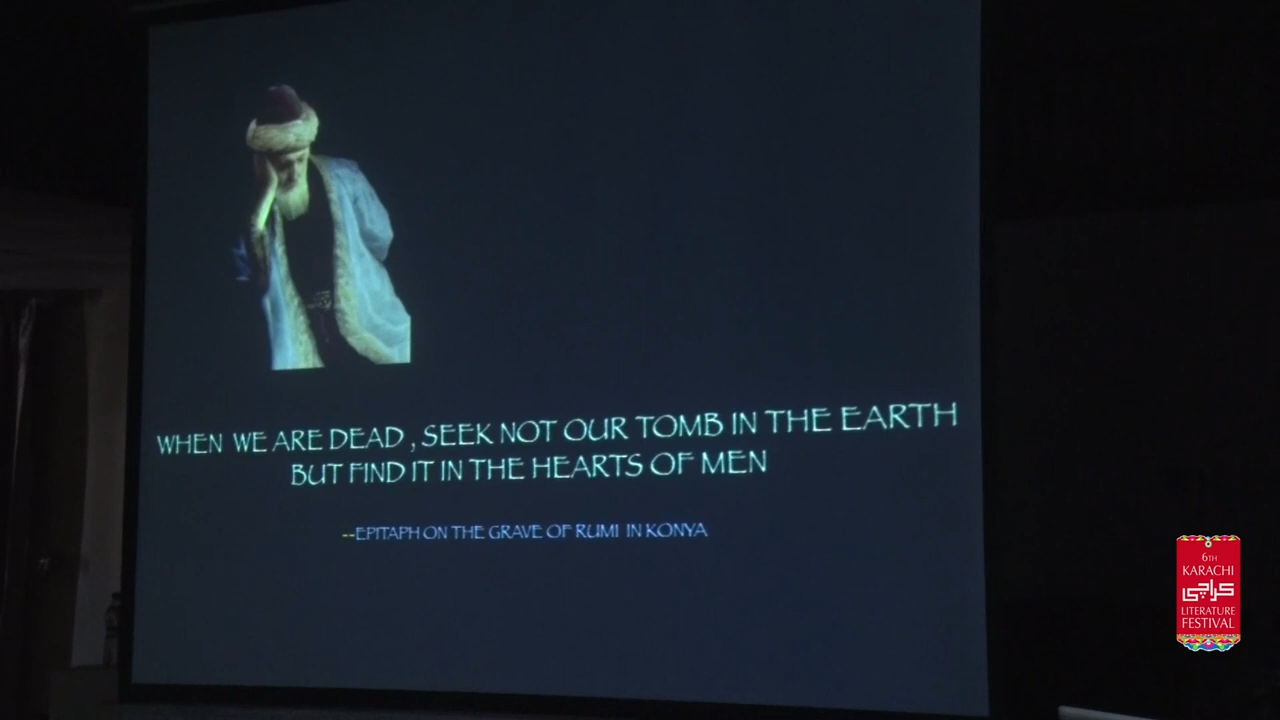 WHEN WE ARE DEAD , SEEK NOT OUR TOMB IN THE EARTH
BUT FIND IT IN THE HEARTS OF MEN
--EPITAPH ON THE GRAVE OF RUMI IN KONYA
6TH
KARACHI
کراچی
LITERATURE
FESTIVAL